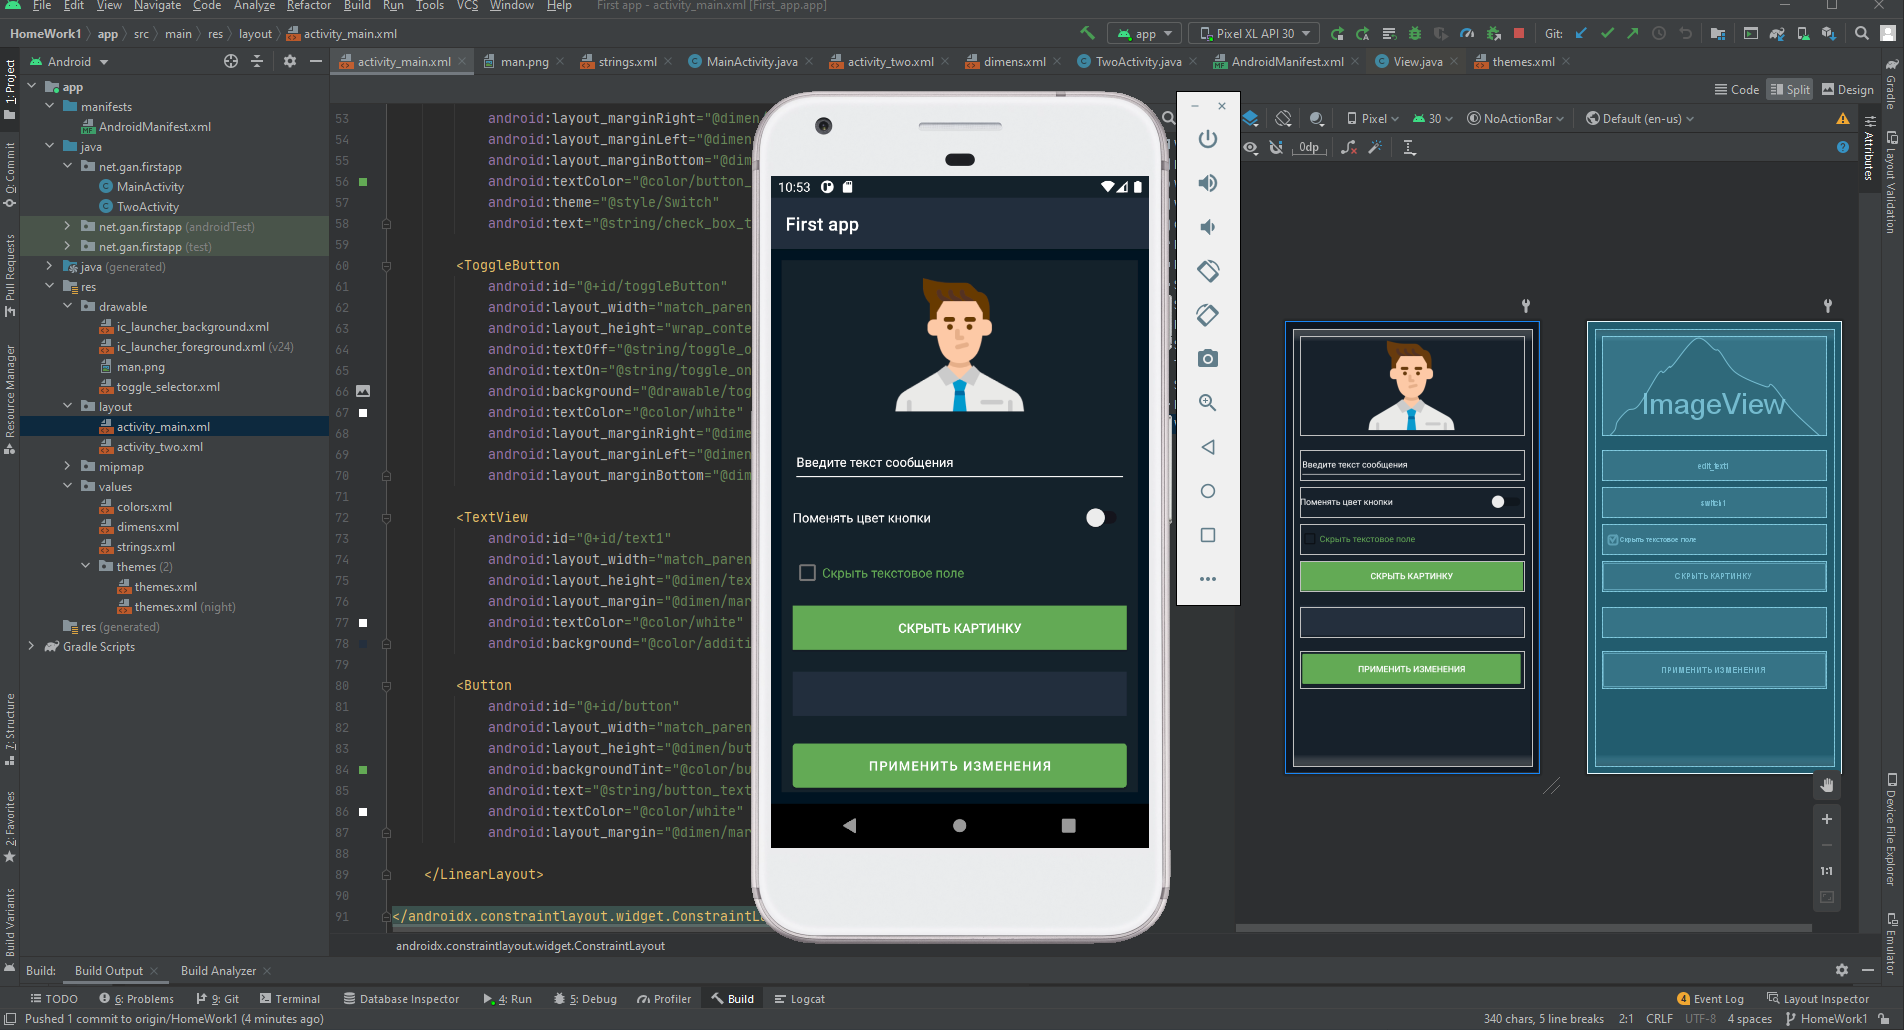 File Edit View Navigate Code Analyze Refactor Build Run Tools VCS Window Help First app - activity_main.xml [First_app.app]
HomeWork1 app src main res layout activity_main.xml app Pixel XL API 30 Git:
Android activity_main.xml man.png strings.xml MainActivity.java activity_two.xml dimens.xml TwoActivity.java AndroidManifest.xml View.java themes.xml
Code Split Design
Pixel 30 NoActionBar Default (en-us)
0dp
1: Project
0: Commit
Pull Requests
Resource Manager
7: Structure
2: Favorites
Build Variants
app
manifests
AndroidManifest.xml
java
net.gan.firstapp
MainActivity
TwoActivity
net.gan.firstapp (androidTest)
net.gan.firstapp (test)
java (generated)
res
drawable
ic_launcher_background.xml
ic_launcher_foreground.xml (v24)
man.png
toggle_selector.xml
layout
activity_main.xml
activity_two.xml
mipmap
values
colors.xml
dimens.xml
strings.xml
themes (2)
themes.xml
themes.xml (night)
res (generated)
Gradle Scripts
53 android:layout_marginRight="@dimen
54 android:layout_marginLeft="@dimen/
55 android:layout_marginBottom="@dim
56 android:textColor="@color/button_
57 android:theme="@style/Switch"
58 android:text="@string/check_box_t
59
60 <ToggleButton
61 android:id="@+id/toggleButton"
62 android:layout_width="match_paren
63 android:layout_height="wrap_conte
64 android:textOff="@string/toggle_o
65 android:textOn="@string/toggle_on
66 android:background="@drawable/tog
67 android:textColor="@color/white"
68 android:layout_marginRight="@dime
69 android:layout_marginLeft="@dimen
70 android:layout_marginBottom="@dim
71
72 <TextView
73 android:id="@+id/text1"
74 android:layout_width="match_paren
75 android:layout_height="@dimen/tex
76 android:layout_margin="@dimen/mar
77 android:textColor="@color/white"
78 android:background="@color/additi
79
80 <Button
81 android:id="@+id/button"
82 android:layout_width="match_paren
83 android:layout_height="@dimen/but
84 android:backgroundTint="@color/bu
85 android:text="@string/button_text
86 android:textColor="@color/white"
87 android:layout_margin="@dimen/mar
88
89 </LinearLayout>
90
91 </androidx.constraintlayout.widget.ConstraintL
androidx.constraintlayout.widget.ConstraintLayout
10:53
First app
Введите текст сообщения
Поменять цвет кнопки
Скрыть текстовое поле
СКРЫТЬ КАРТИНКУ
ПРИМЕНИТЬ ИЗМЕНЕНИЯ
Введите текст сообщения
Поменять цвет кнопки
Скрыть текстовое поле
СКРЫТЬ КАРТИНКУ
ПРИМЕНИТЬ ИЗМЕНЕНИЯ
ImageView
edit_text1
switch1
Скрыть текстовое поле
СКРЫТЬ КАРТИНКУ
ПРИМЕНИТЬ ИЗМЕНЕНИЯ
1:1
Gradle
Attributes
Layout Validation
Device File Explorer
Emulator
Build: Build Output Build Analyzer
TODO 6: Problems 9: Git Terminal Database Inspector 4: Run 5: Debug Profiler Build Logcat 4 Event Log Layout Inspector
Pushed 1 commit to origin/HomeWork1 (4 minutes ago) 340 chars, 5 line breaks 2:1 CRLF UTF-8 4 spaces HomeWork1